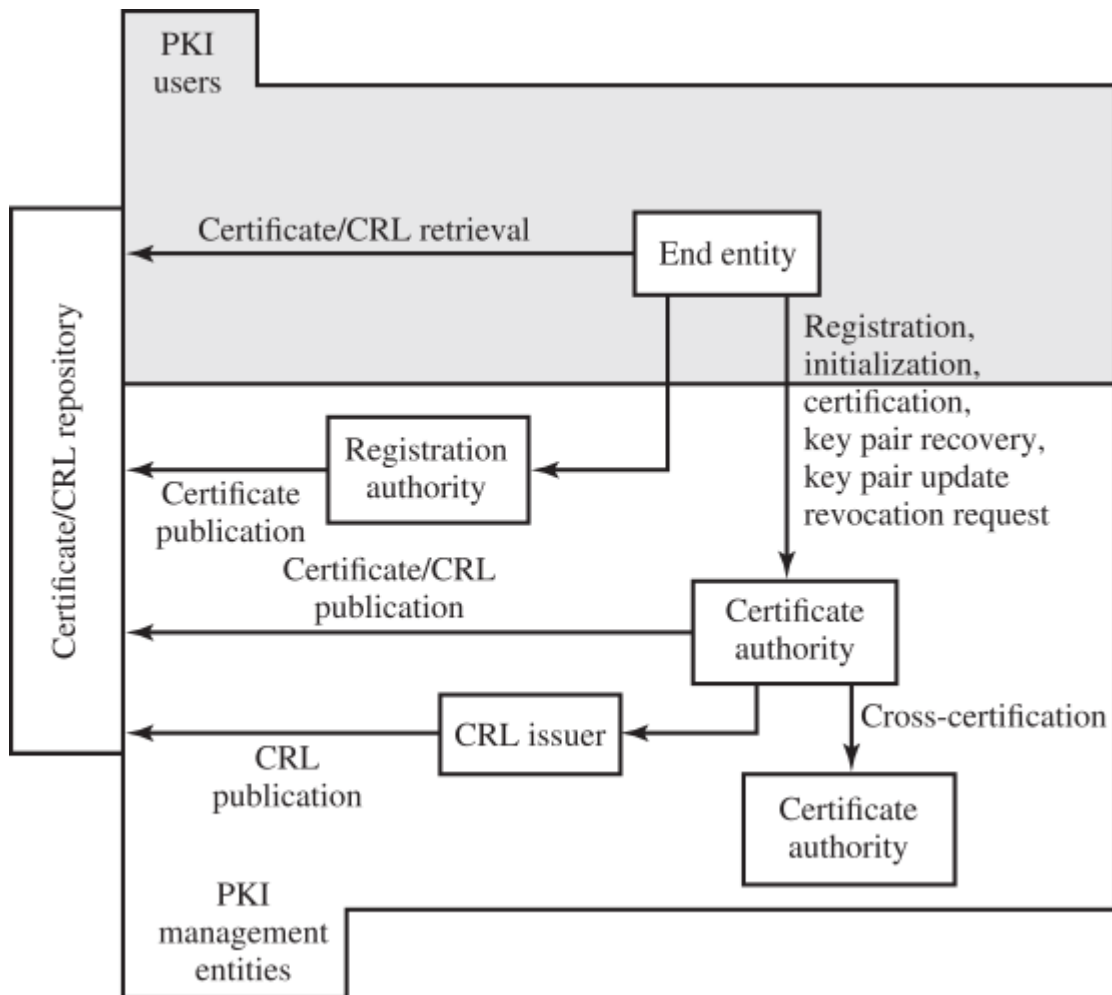 PKI
users
Certificate/CRL retrieval
End entity
Certificate/CRL repository
Registration,
initialization,
certification,
key pair recovery,
key pair update
revocation request
Registration
authority
Certificate
publication
Certificate/CRL
publication
Certificate
authority
CRL issuer
Cross-certification
CRL
publication
Certificate
authority
PKI
management
entities